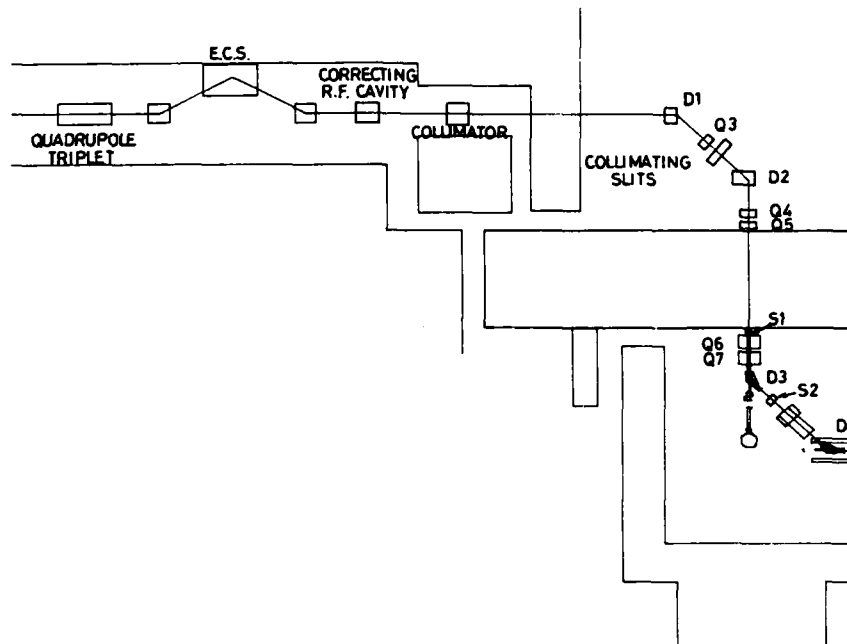 E.C.S.
CORRECTING
R.F. CAVITY
QUADRUPOLE
TRIPLET
COLLIMATOR
D1
Q3
COLLIMATING
SLITS
D2
Q4
Q5
S1
Q6
Q7
D3
S2
D